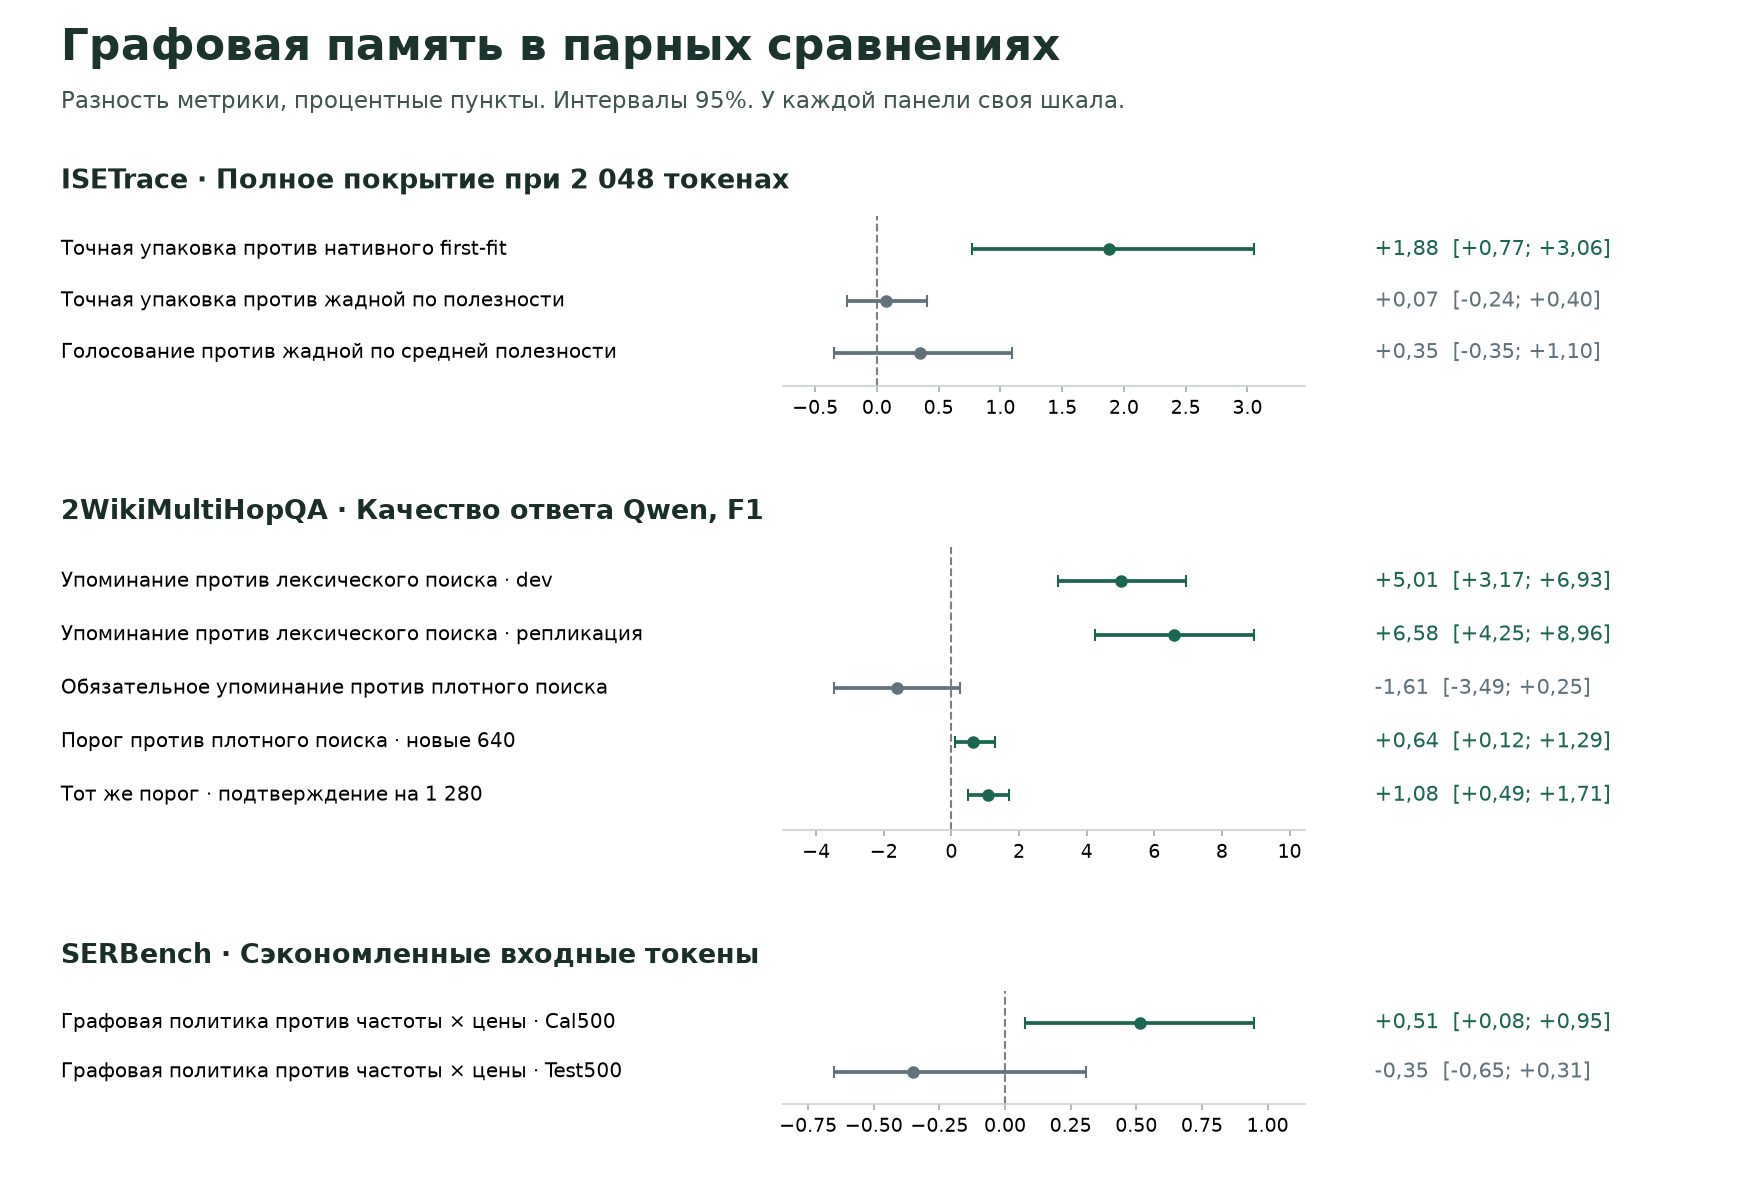 Графовая память в парных сравнениях
Разность метрики, процентные пункты. Интервалы 95%. У каждой панели своя шкала.
ISETrace · Полное покрытие при 2 048 токенах
Точная упаковка против нативного first-fit +1,88 [+0,77; +3,06]
Точная упаковка против жадной по полезности +0,07 [-0,24; +0,40]
Голосование против жадной по средней полезности +0,35 [-0,35; +1,10]
−0.5 0.0 0.5 1.0 1.5 2.0 2.5 3.0
2WikiMultiHopQA · Качество ответа Qwen, F1
Упоминание против лексического поиска · dev +5,01 [+3,17; +6,93]
Упоминание против лексического поиска · репликация +6,58 [+4,25; +8,96]
Обязательное упоминание против плотного поиска -1,61 [-3,49; +0,25]
Порог против плотного поиска · новые 640 +0,64 [+0,12; +1,29]
Тот же порог · подтверждение на 1 280 +1,08 [+0,49; +1,71]
−4 −2 0 2 4 6 8 10
SERBench · Сэкономленные входные токены
Графовая политика против частоты × цены · Cal500 +0,51 [+0,08; +0,95]
Графовая политика против частоты × цены · Test500 -0,35 [-0,65; +0,31]
−0.75 −0.50 −0.25 0.00 0.25 0.50 0.75 1.00